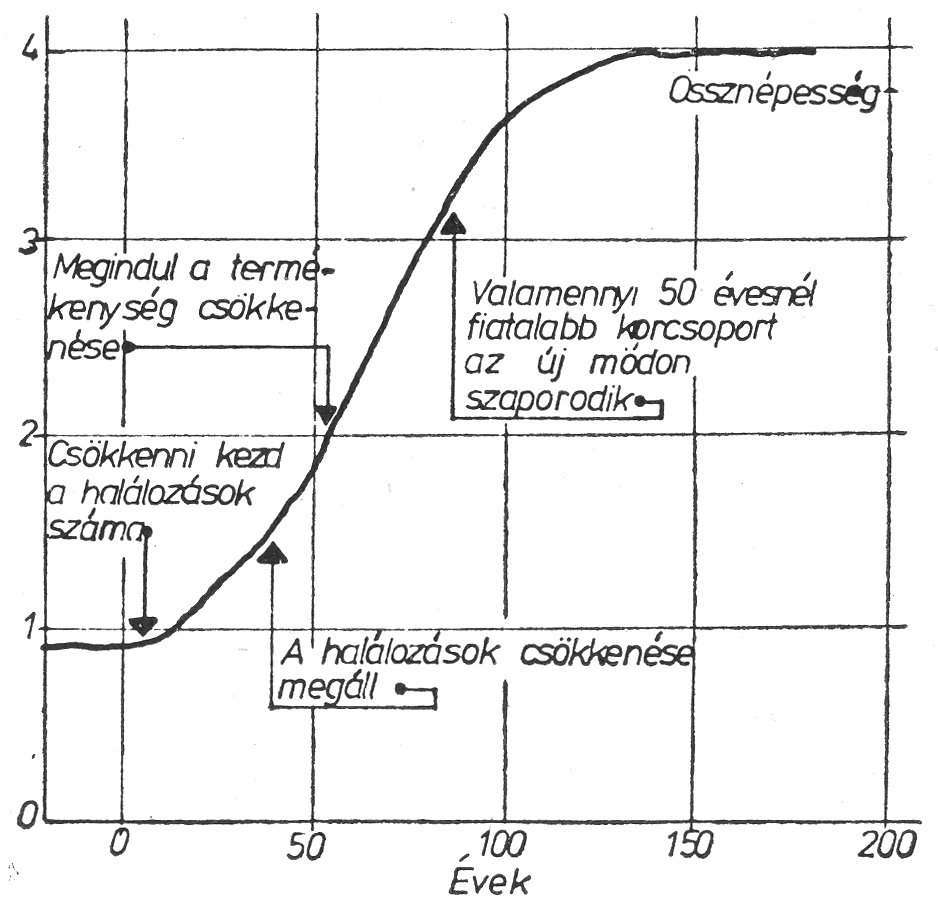 4
Össznépesség
3
Megindul a termé-
kenység csökke-
nése
Valamennyi 50 évesnél
fiatalabb korcsoport
az új módon
szaporodik
2
Csökkenni kezd
a halálozások
száma
1
A halálozások csökkenése
megáll
0
0 50 100 150 200
Évek